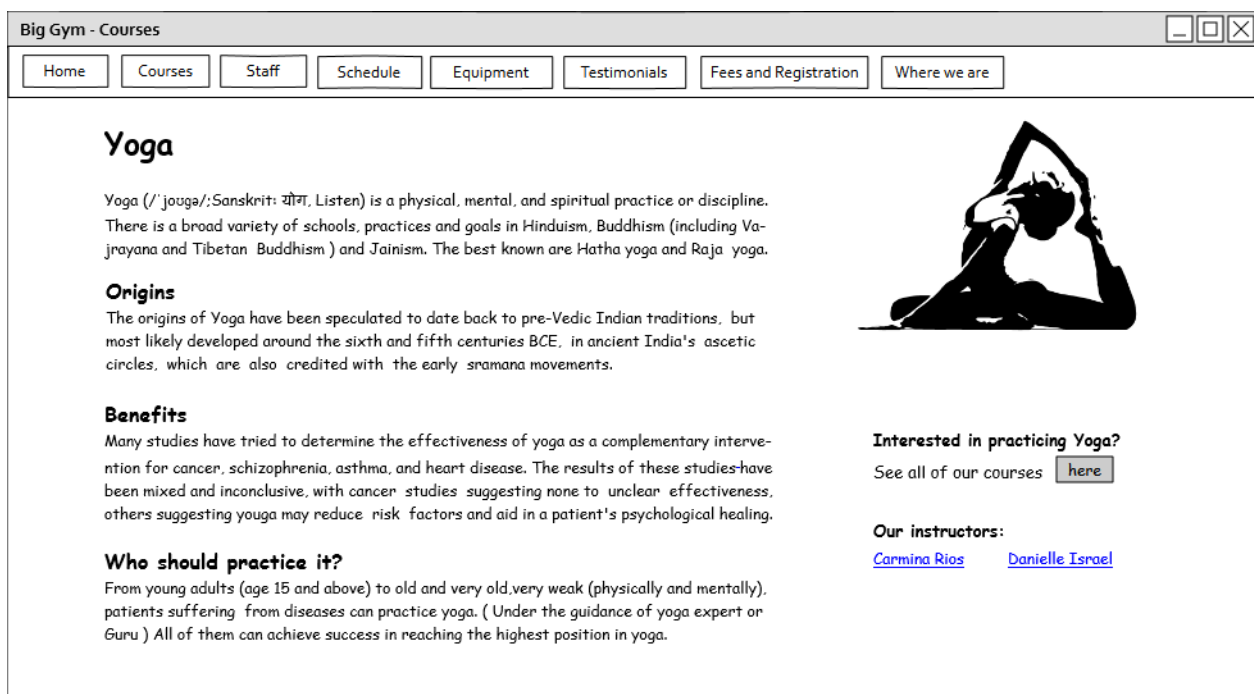 Big Gym - Courses
Home Courses Staff Schedule Equipment Testimonials Fees and Registration Where we are
Yoga
Yoga (/ˈjoʊɡə/;Sanskrit: योग, Listen) is a physical, mental, and spiritual practice or discipline.
There is a broad variety of schools, practices and goals in Hinduism, Buddhism (including Va-
jrayana and Tibetan Buddhism ) and Jainism. The best known are Hatha yoga and Raja yoga.
Origins
The origins of Yoga have been speculated to date back to pre-Vedic Indian traditions, but
most likely developed around the sixth and fifth centuries BCE, in ancient India's ascetic
circles, which are also credited with the early sramana movements.
Benefits
Many studies have tried to determine the effectiveness of yoga as a complementary interve-
ntion for cancer, schizophrenia, asthma, and heart disease. The results of these studies-have
been mixed and inconclusive, with cancer studies suggesting none to unclear effectiveness,
others suggesting youga may reduce risk factors and aid in a patient's psychological healing.
Who should practice it?
From young adults (age 15 and above) to old and very old,very weak (physically and mentally),
patients suffering from diseases can practice yoga. ( Under the guidance of yoga expert or
Guru ) All of them can achieve success in reaching the highest position in yoga.
Interested in practicing Yoga?
See all of our courses here
Our instructors:
Carmina Rios Danielle Israel